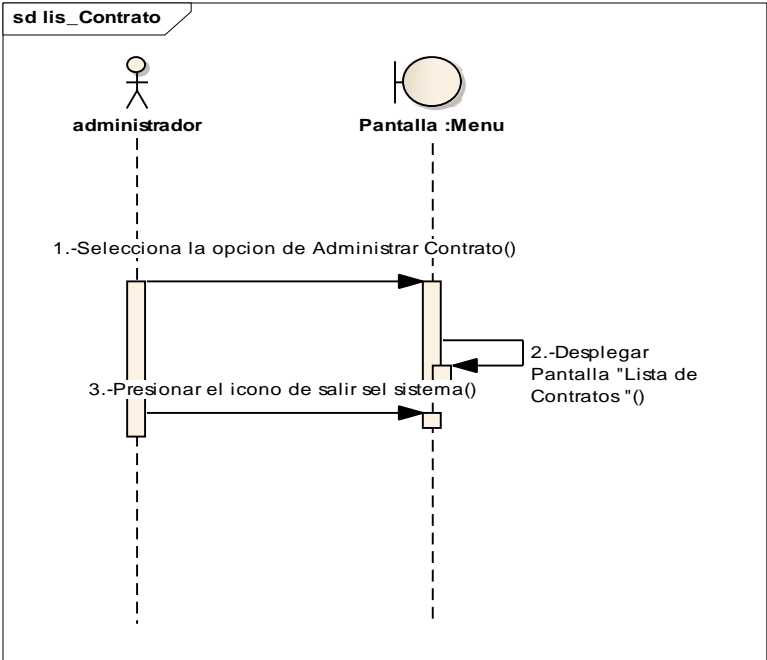 sd lis_Contrato
administrador
Pantalla :Menu
1.-Selecciona la opcion de Administrar Contrato()
2.-Desplegar
Pantalla "Lista de
Contratos "()
3.-Presionar el icono de salir sel sistema()